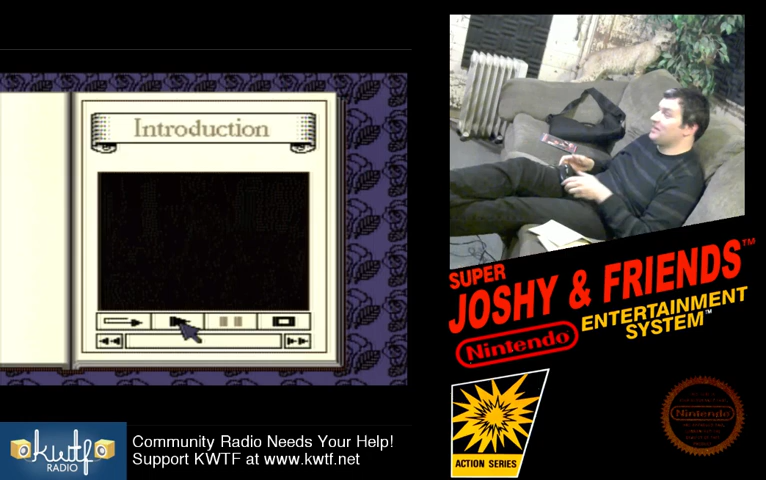 Introduction
SUPER
JOSHY & FRIENDS™
Nintendo
ENTERTAINMENT
SYSTEM™
ACTION SERIES
Nintendo
kwtf
RADIO
Community Radio Needs Your Help!
Support KWTF at www.kwtf.net